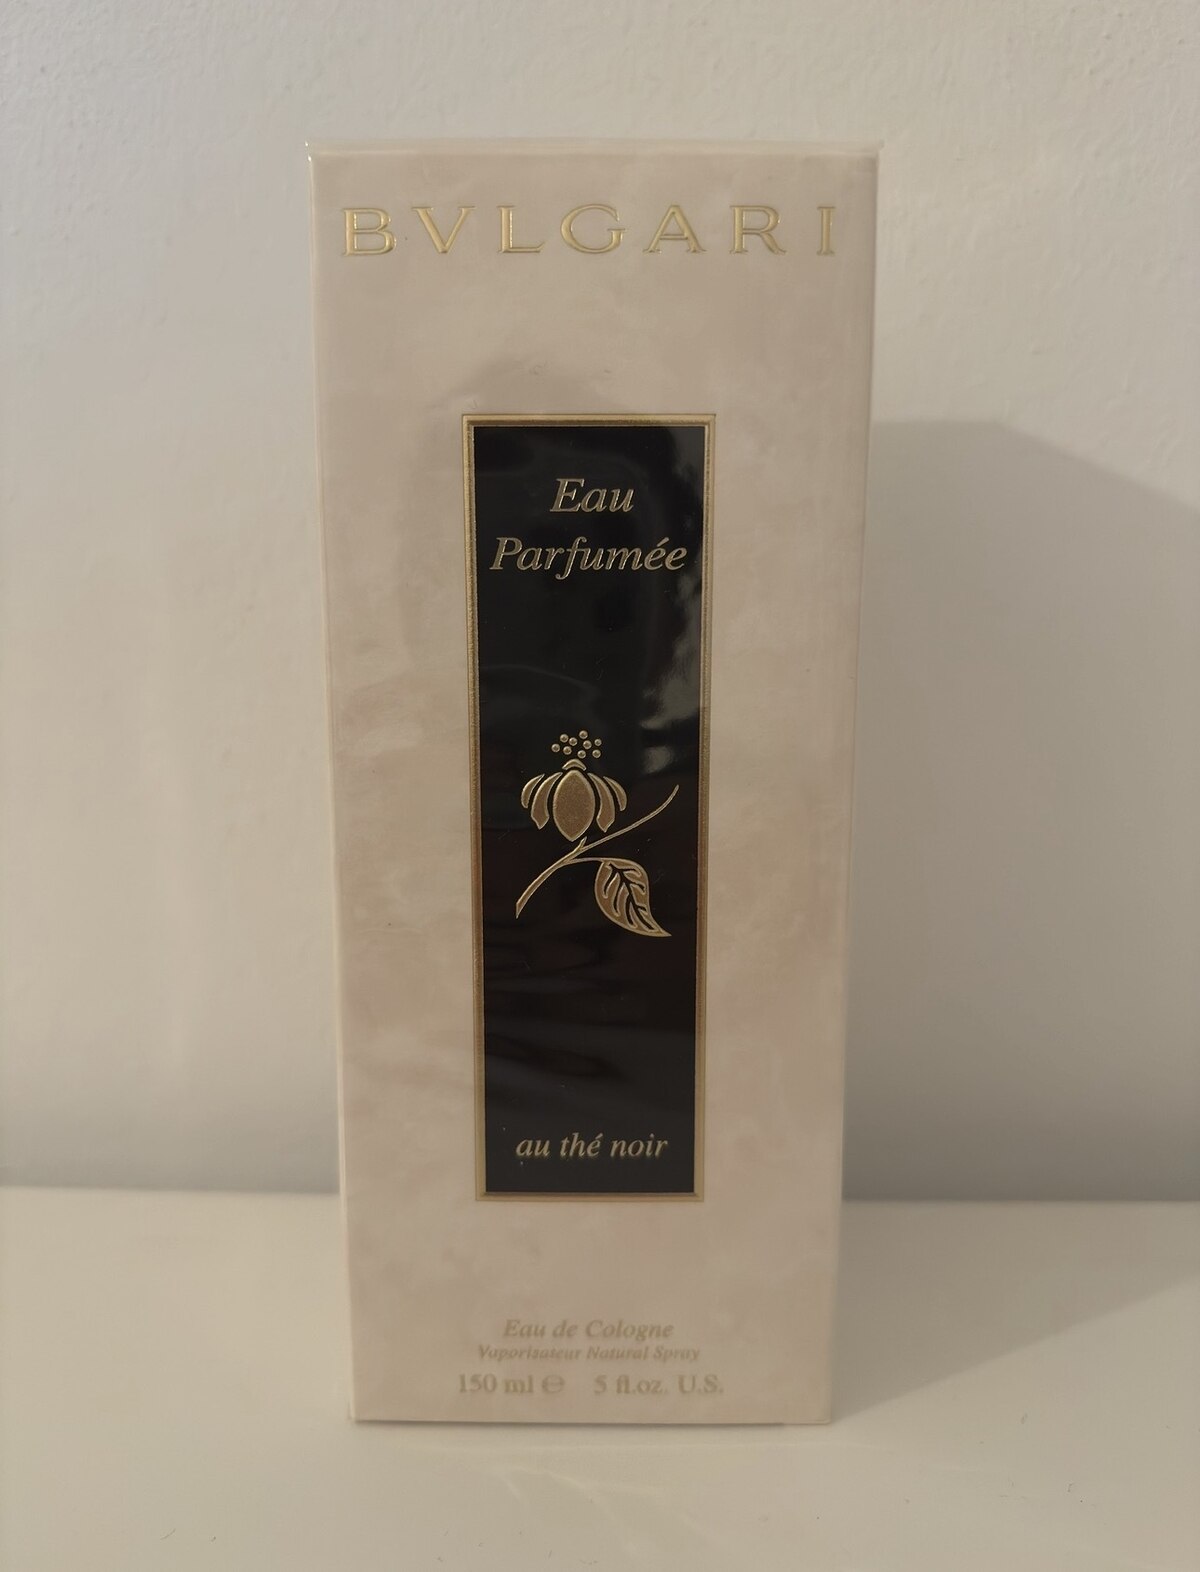 BVLGARI
Eau
Parfumée
au thé noir
Eau de Cologne
Vaporisateur Natural Spray
150 ml ℮ 5 fl.oz. U.S.